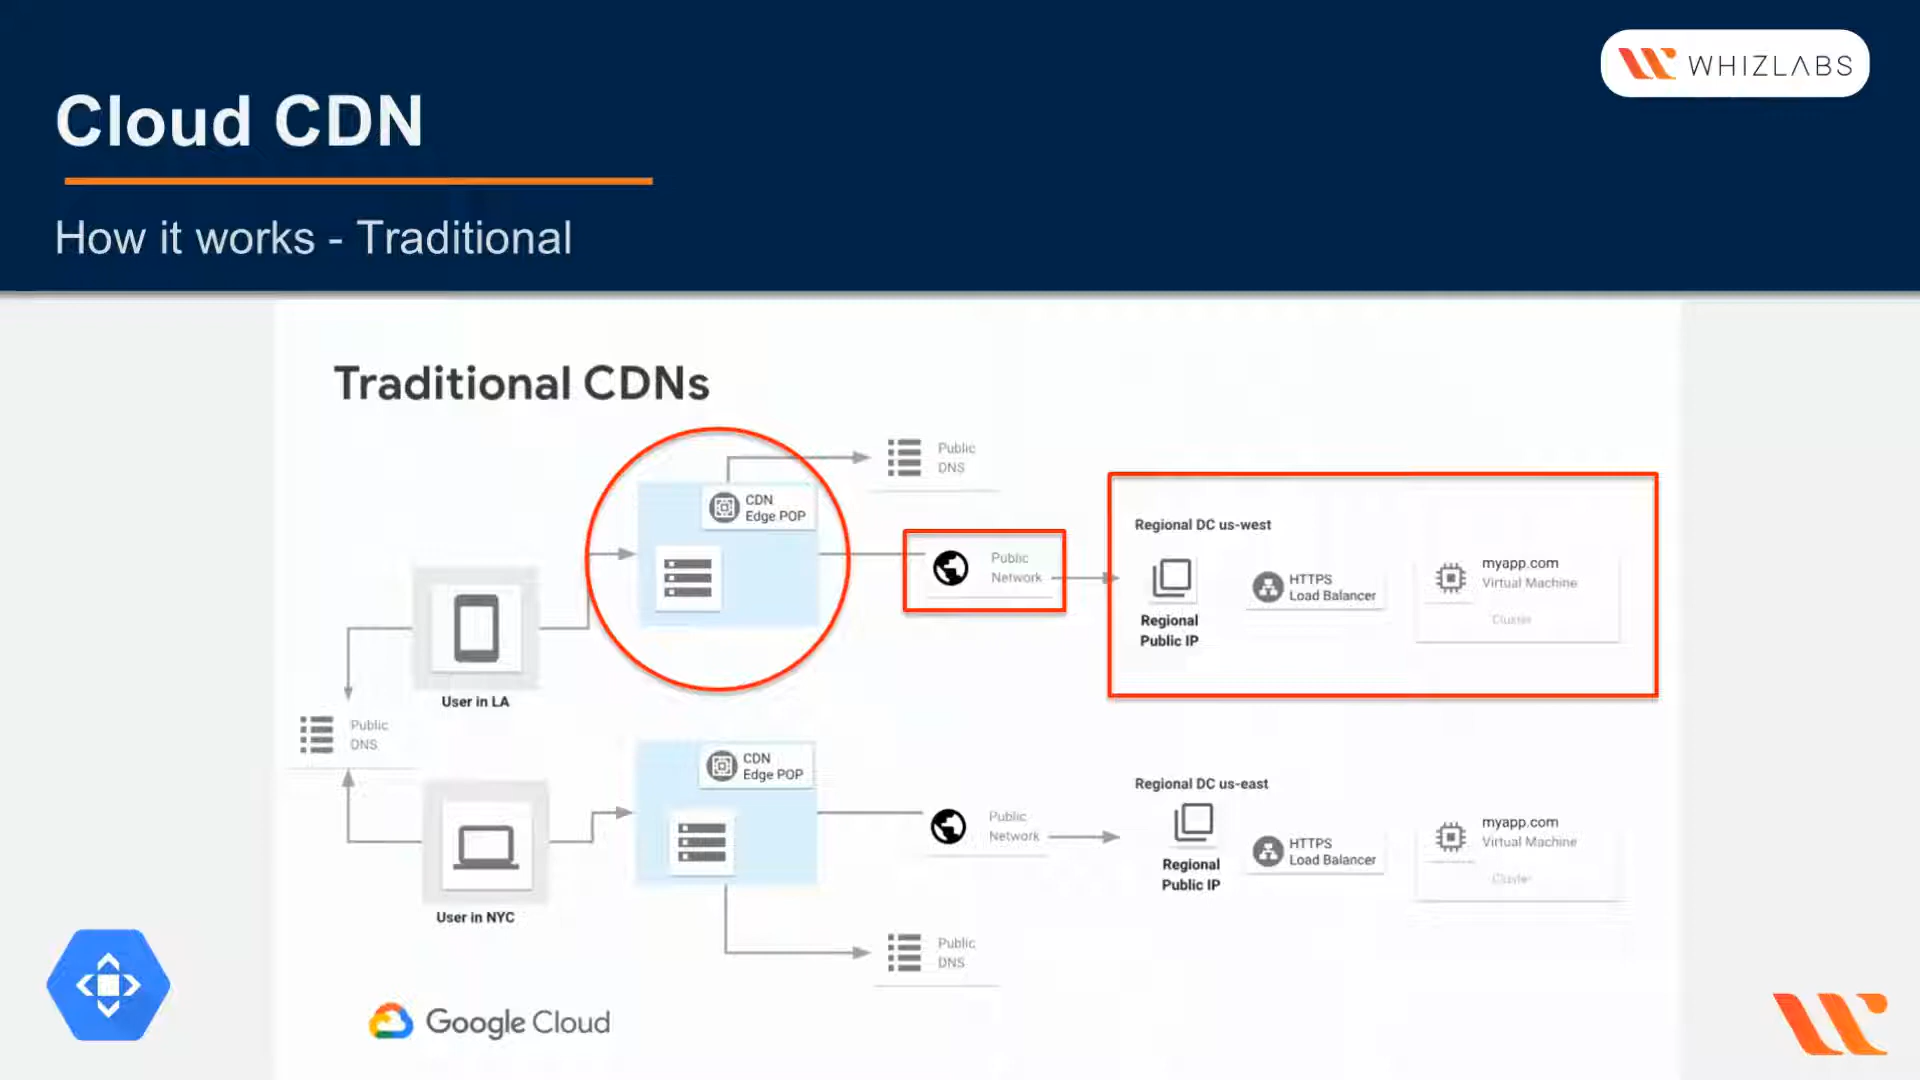 WHIZLABS
Cloud CDN
How it works - Traditional
Traditional CDNs
Public
DNS
CDN
Edge POP
Public
Network
Regional DC us-west
Regional
Public IP
HTTPS
Load Balancer
myapp.com
Virtual Machine
Cluster
User in LA
Public
DNS
CDN
Edge POP
Public
Network
Regional DC us-east
Regional
Public IP
HTTPS
Load Balancer
myapp.com
Virtual Machine
Cluster
User in NYC
Public
DNS
Google Cloud